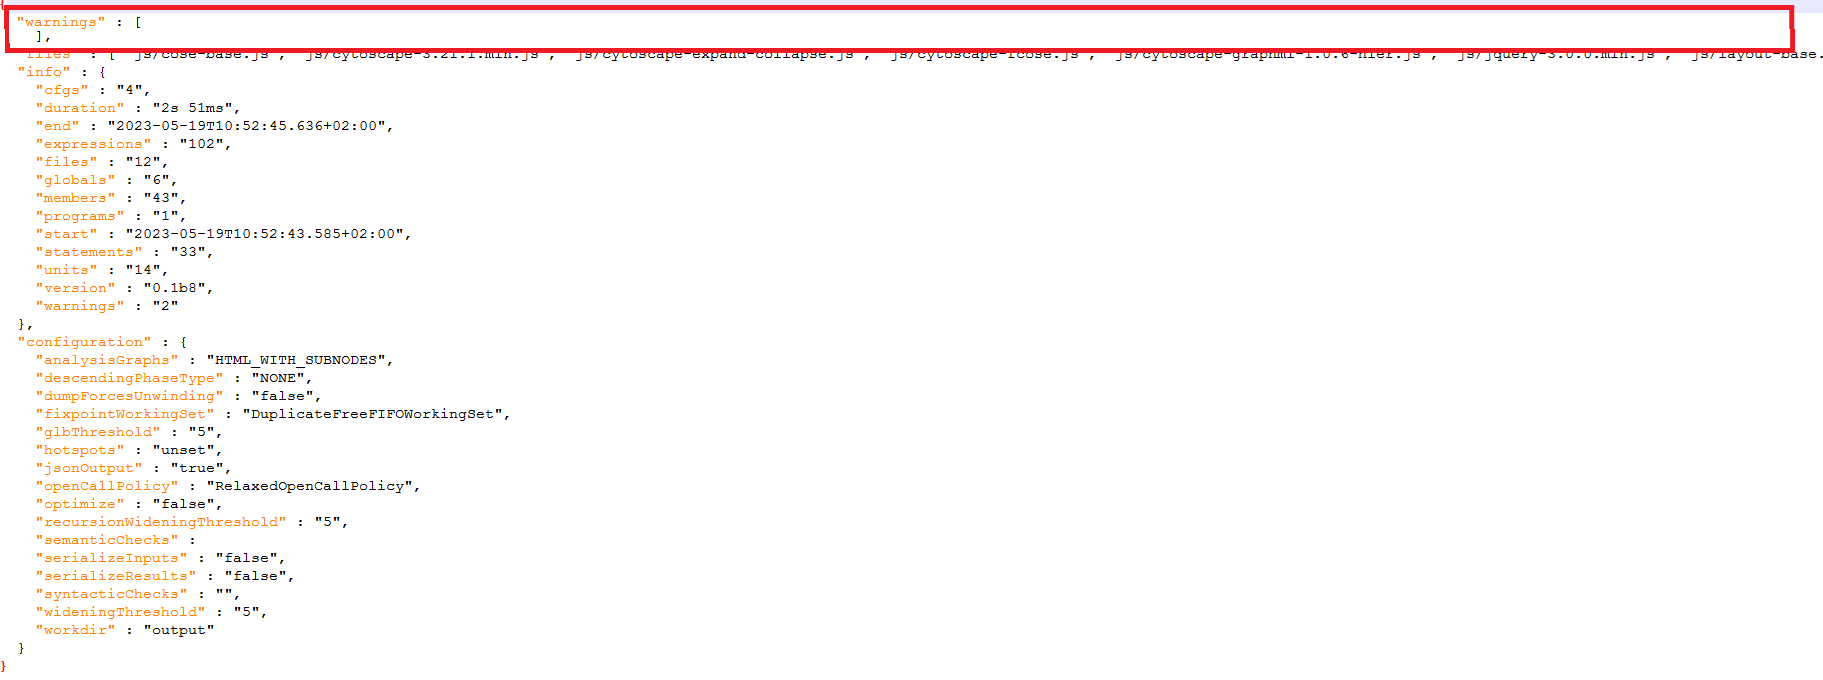 {
"warnings" : [
],
"files" : [ "js/cose-base.js", "js/cytoscape-3.21.1.min.js", "js/cytoscape-expand-collapse.js", "js/cytoscape-fcose.js", "js/cytoscape-graphml-1.0.6-hier.js", "js/jquery-3.0.0.min.js", "js/layout-base.
"info" : {
"cfgs" : "4",
"duration" : "2s 51ms",
"end" : "2023-05-19T10:52:45.636+02:00",
"expressions" : "102",
"files" : "12",
"globals" : "6",
"members" : "43",
"programs" : "1",
"start" : "2023-05-19T10:52:43.585+02:00",
"statements" : "33",
"units" : "14",
"version" : "0.1b8",
"warnings" : "2"
},
"configuration" : {
"analysisGraphs" : "HTML_WITH_SUBNODES",
"descendingPhaseType" : "NONE",
"dumpForcesUnwinding" : "false",
"fixpointWorkingSet" : "DuplicateFreeFIFOWorkingSet",
"glbThreshold" : "5",
"hotspots" : "unset",
"jsonOutput" : "true",
"openCallPolicy" : "RelaxedOpenCallPolicy",
"optimize" : "false",
"recursionWideningThreshold" : "5",
"semanticChecks" :
"serializeInputs" : "false",
"serializeResults" : "false",
"syntacticChecks" : "",
"wideningThreshold" : "5",
"workdir" : "output"
}
}